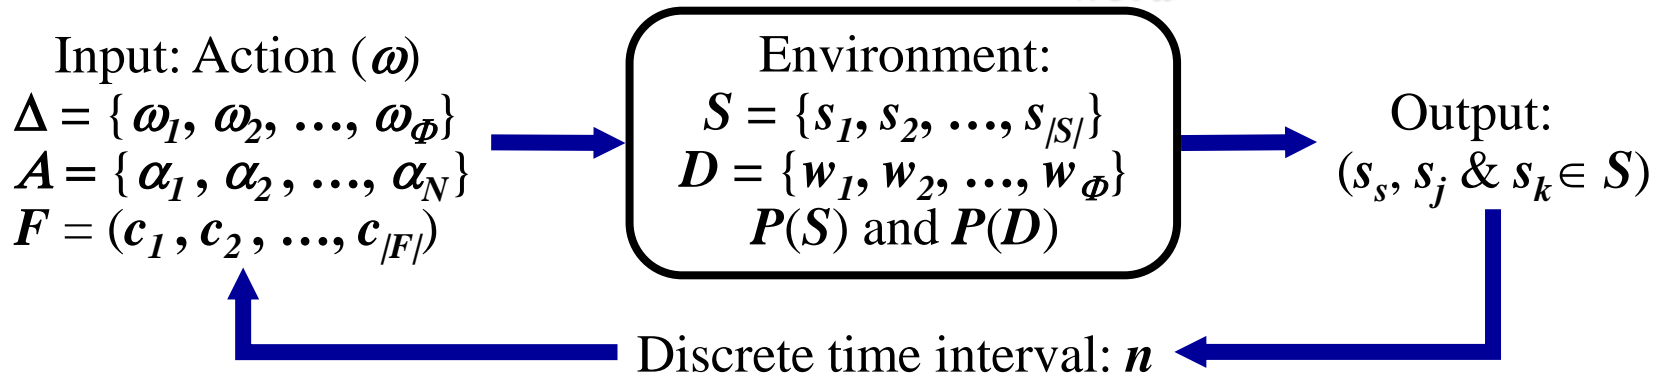 Input: Action (ω)
Δ = {ω1, ω2, …, ωΦ}
A = {α1, α2, …, αN}
F = (c1, c2, …, c|F|)
Environment:
S = {s1, s2, …, s|S|}
D = {w1, w2, …, wΦ}
P(S) and P(D)
Output:
(ss, sj & sk∈ S)
Discrete time interval: n